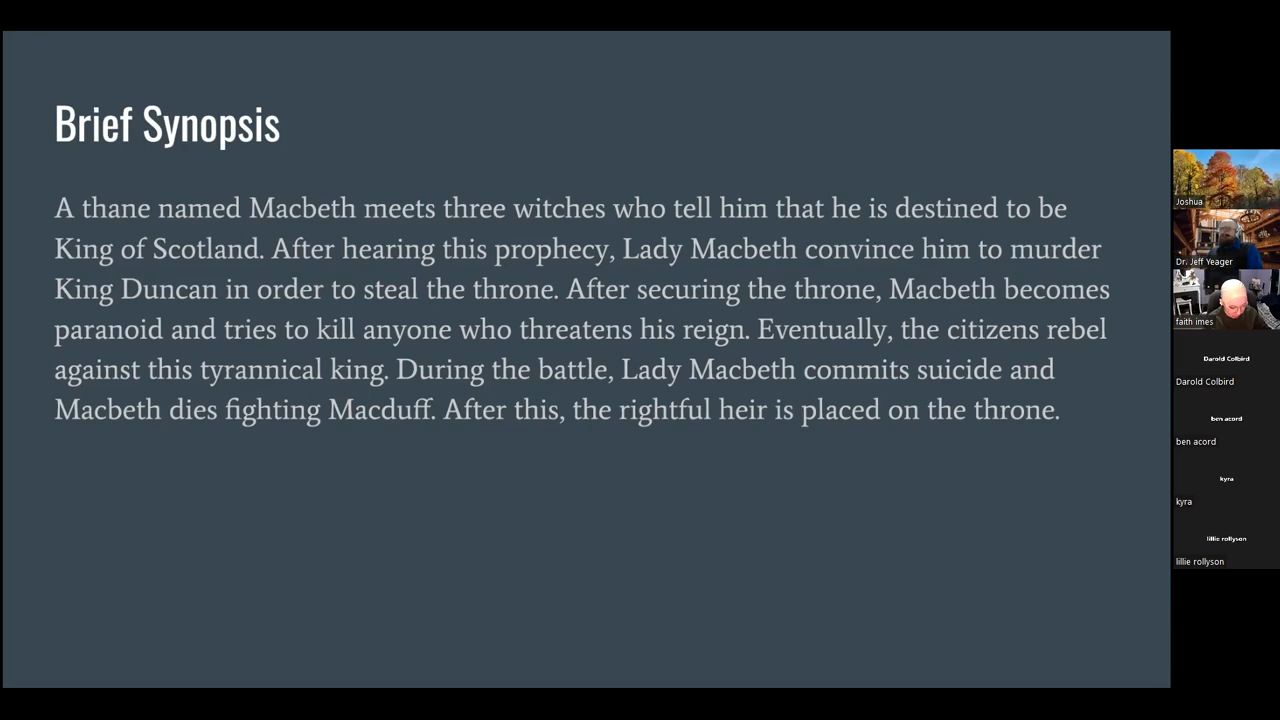 Brief Synopsis
A thane named Macbeth meets three witches who tell him that he is destined to be
King of Scotland. After hearing this prophecy, Lady Macbeth convince him to murder
King Duncan in order to steal the throne. After securing the throne, Macbeth becomes
paranoid and tries to kill anyone who threatens his reign. Eventually, the citizens rebel
against this tyrannical king. During the battle, Lady Macbeth commits suicide and
Macbeth dies fighting Macduff. After this, the rightful heir is placed on the throne.
Joshua
Dr. Jeff Yeager
faith imes
Darold Colbird
Darold Colbird
ben acord
ben acord
kyra
kyra
lillie rollyson
lillie rollyson